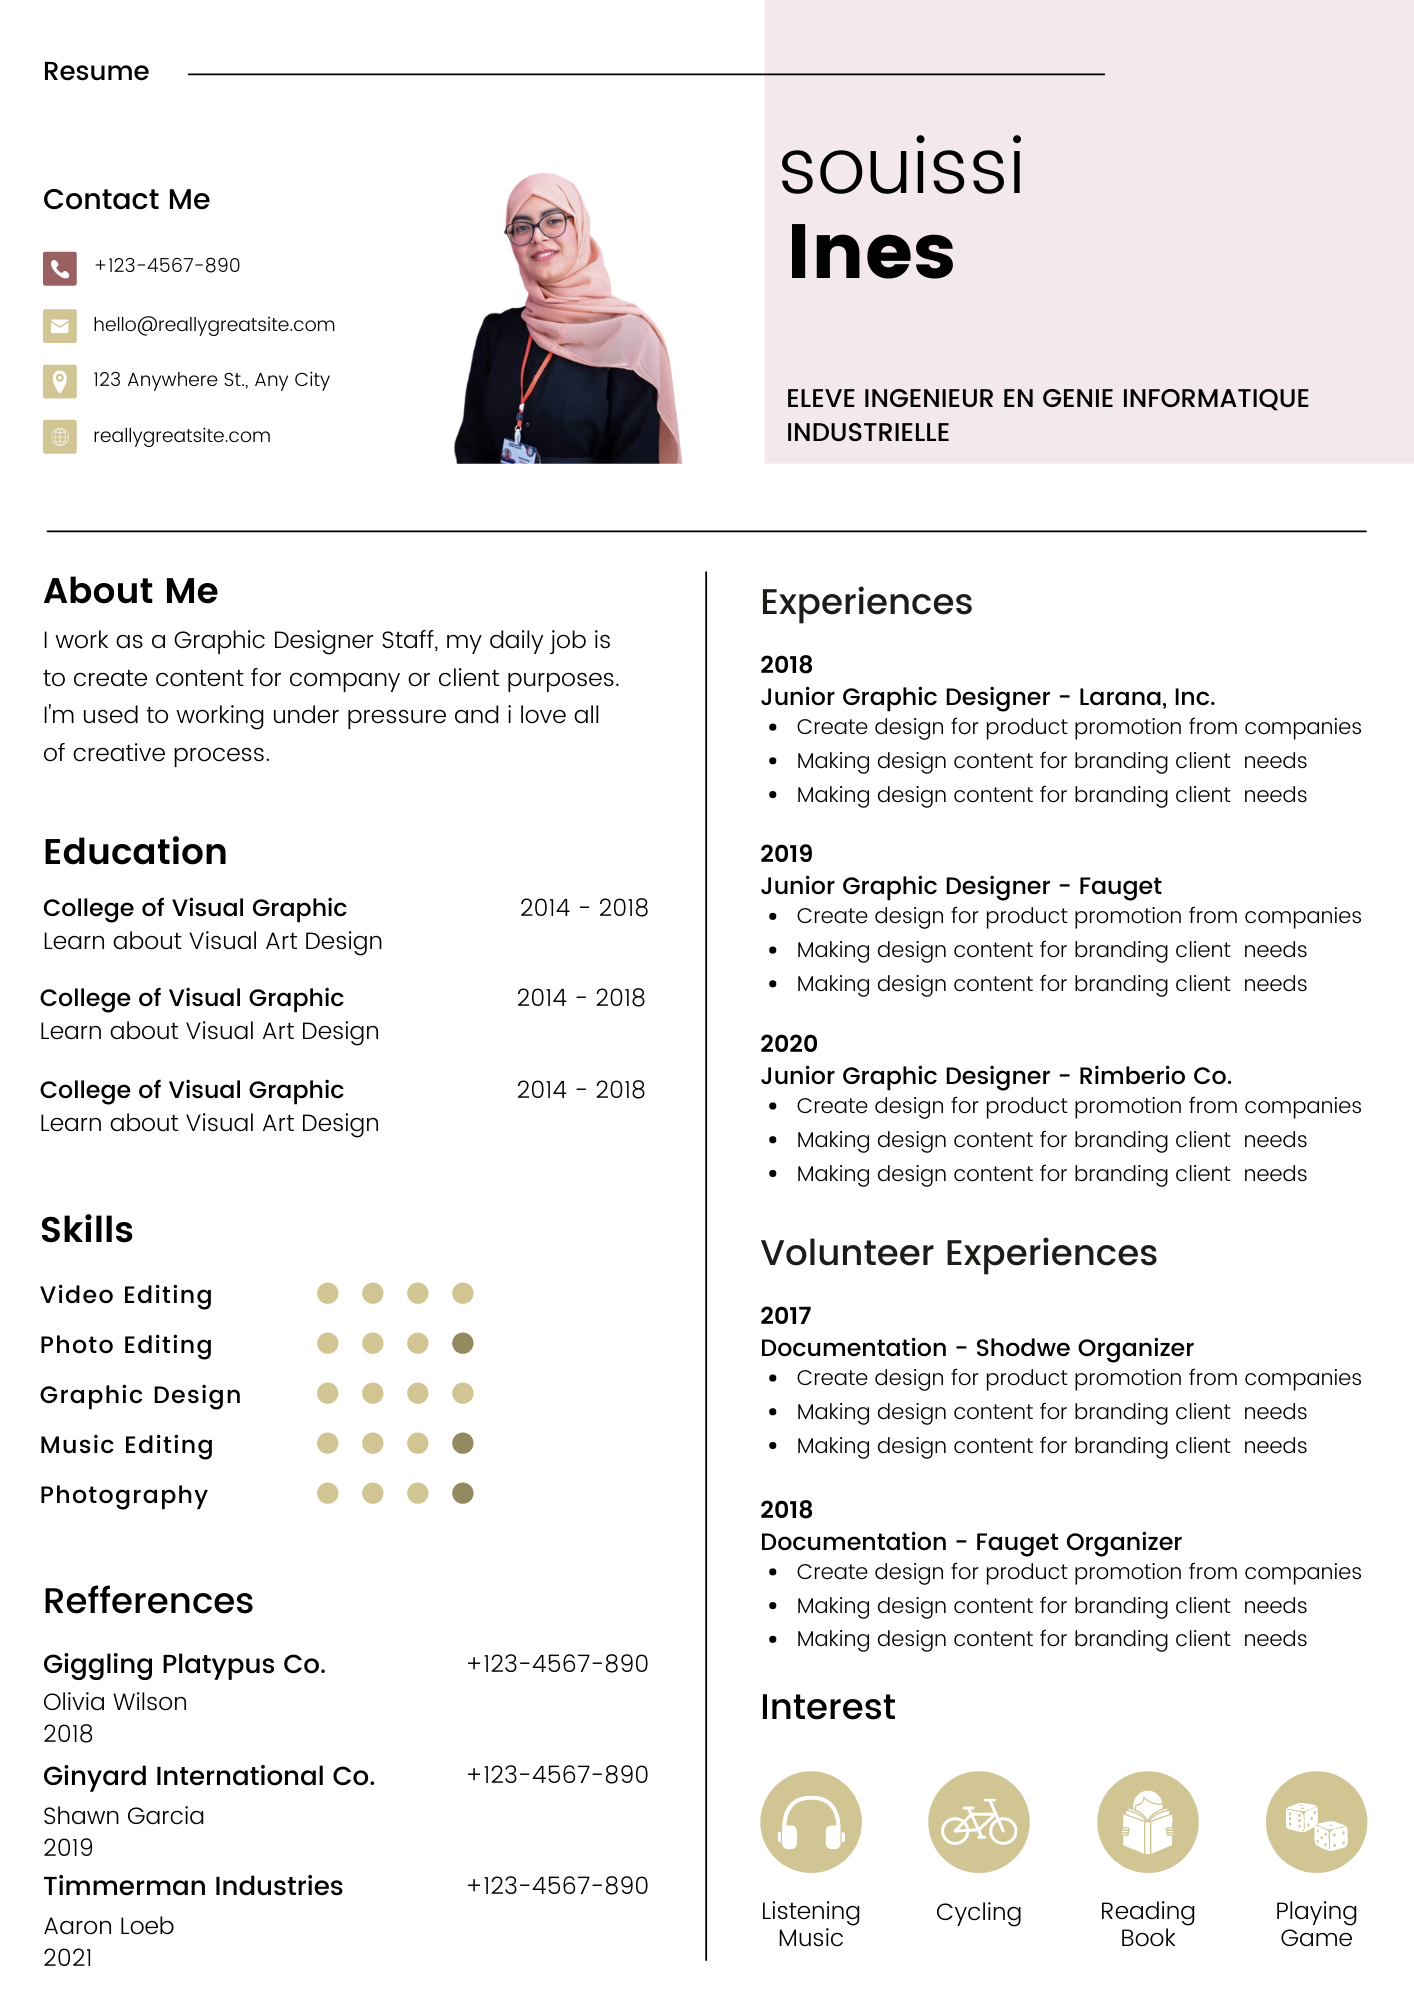 Resume
souissi
Ines
ELEVE INGENIEUR EN GENIE INFORMATIQUE
INDUSTRIELLE
Contact Me
+123-4567-890
hello@reallygreatsite.com
123 Anywhere St., Any City
reallygreatsite.com
About Me
I work as a Graphic Designer Staff, my daily job is
to create content for company or client purposes.
I'm used to working under pressure and i love all
of creative process.
Education
College of Visual Graphic 2014 - 2018
Learn about Visual Art Design
College of Visual Graphic 2014 - 2018
Learn about Visual Art Design
College of Visual Graphic 2014 - 2018
Learn about Visual Art Design
Skills
Video Editing
Photo Editing
Graphic Design
Music Editing
Photography
Refferences
Giggling Platypus Co. +123-4567-890
Olivia Wilson
2018
Ginyard International Co. +123-4567-890
Shawn Garcia
2019
Timmerman Industries +123-4567-890
Aaron Loeb
2021
Experiences
2018
Junior Graphic Designer - Larana, Inc.
• Create design for product promotion from companies
• Making design content for branding client needs
• Making design content for branding client needs
2019
Junior Graphic Designer - Fauget
• Create design for product promotion from companies
• Making design content for branding client needs
• Making design content for branding client needs
2020
Junior Graphic Designer - Rimberio Co.
• Create design for product promotion from companies
• Making design content for branding client needs
• Making design content for branding client needs
Volunteer Experiences
2017
Documentation - Shodwe Organizer
• Create design for product promotion from companies
• Making design content for branding client needs
• Making design content for branding client needs
2018
Documentation - Fauget Organizer
• Create design for product promotion from companies
• Making design content for branding client needs
• Making design content for branding client needs
Interest
Listening
Music
Cycling
Reading
Book
Playing
Game